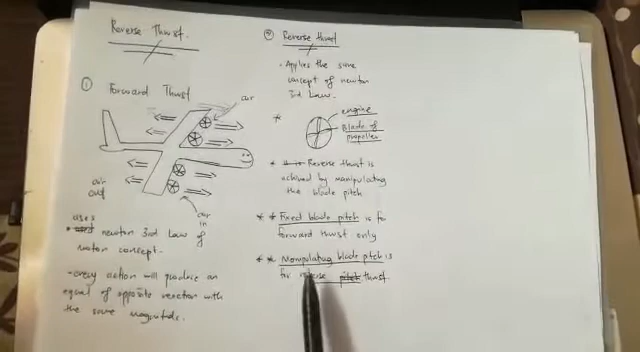 Reverse Thrust.
① Forward Thrust
air
air
out
air
in
uses
newton 3rd Law of
motion concept.
- every action will produce an
equal of opposite reaction with
the same magnitude.
② Reverse thrust
• Applies the same
concept of newton
3rd Law.
*
engine
Blade of
propeller
* Reverse thrust is
achieved by manipulating
the blade pitch
* * Fixed blade pitch is for
forward thrust only
* * Manipulating blade pitch is
for reverse pitch thrust.